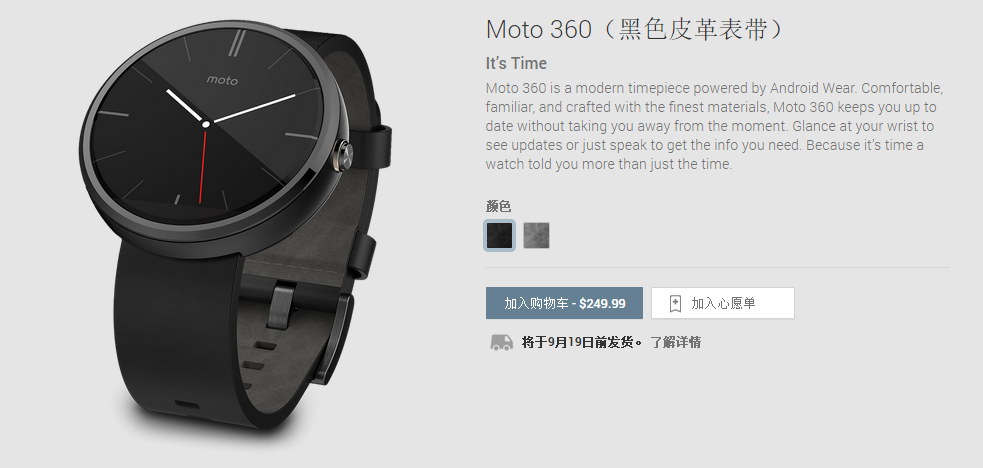 moto
Moto 360（黑色皮革表带）
It's Time
Moto 360 is a modern timepiece powered by Android Wear. Comfortable,
familiar, and crafted with the finest materials, Moto 360 keeps you up to
date without taking you away from the moment. Glance at your wrist to
see updates or just speak to get the info you need. Because it's time a
watch told you more than just the time.
颜色
加入购物车 - $249.99
加入心愿单
将于9月19日前发货。 了解详情